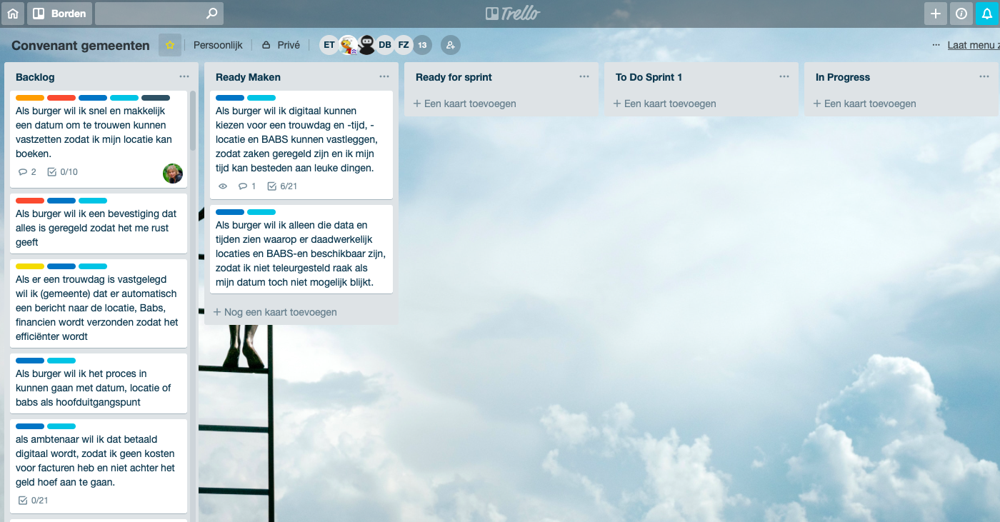 Borden
Trello
Convenant gemeenten
Persoonlijk
Privé
ET
DB
FZ
13
Laat menu z
Backlog
Als burger wil ik snel en makkelijk
een datum om te trouwen kunnen
vastzetten zodat ik mijn locatie kan
boeken.
2
0/10
Als burger wil ik een bevestiging dat
alles is geregeld zodat het me rust
geeft
Als er een trouwdag is vastgelegd
wil ik (gemeente) dat er automatisch
een bericht naar de locatie, Babs,
financien wordt verzonden zodat het
efficiënter wordt
Als burger wil ik het proces in
kunnen gaan met datum, locatie of
babs als hoofduitgangspunt
als ambtenaar wil ik dat betaald
digitaal wordt, zodat ik geen kosten
voor facturen heb en niet achter het
geld hoef aan te gaan.
0/21
Ready Maken
Als burger wil ik digitaal kunnen
kiezen voor een trouwdag en -tijd, -
locatie en BABS kunnen vastleggen,
zodat zaken geregeld zijn en ik mijn
tijd kan besteden aan leuke dingen.
1
6/21
Als burger wil ik alleen die data en
tijden zien waarop er daadwerkelijk
locaties en BABS-en beschikbaar zijn,
zodat ik niet teleurgesteld raak als
mijn datum toch niet mogelijk blijkt.
+ Nog een kaart toevoegen
Ready for sprint
+ Een kaart toevoegen
To Do Sprint 1
+ Een kaart toevoegen
In Progress
+ Een kaart toevoegen